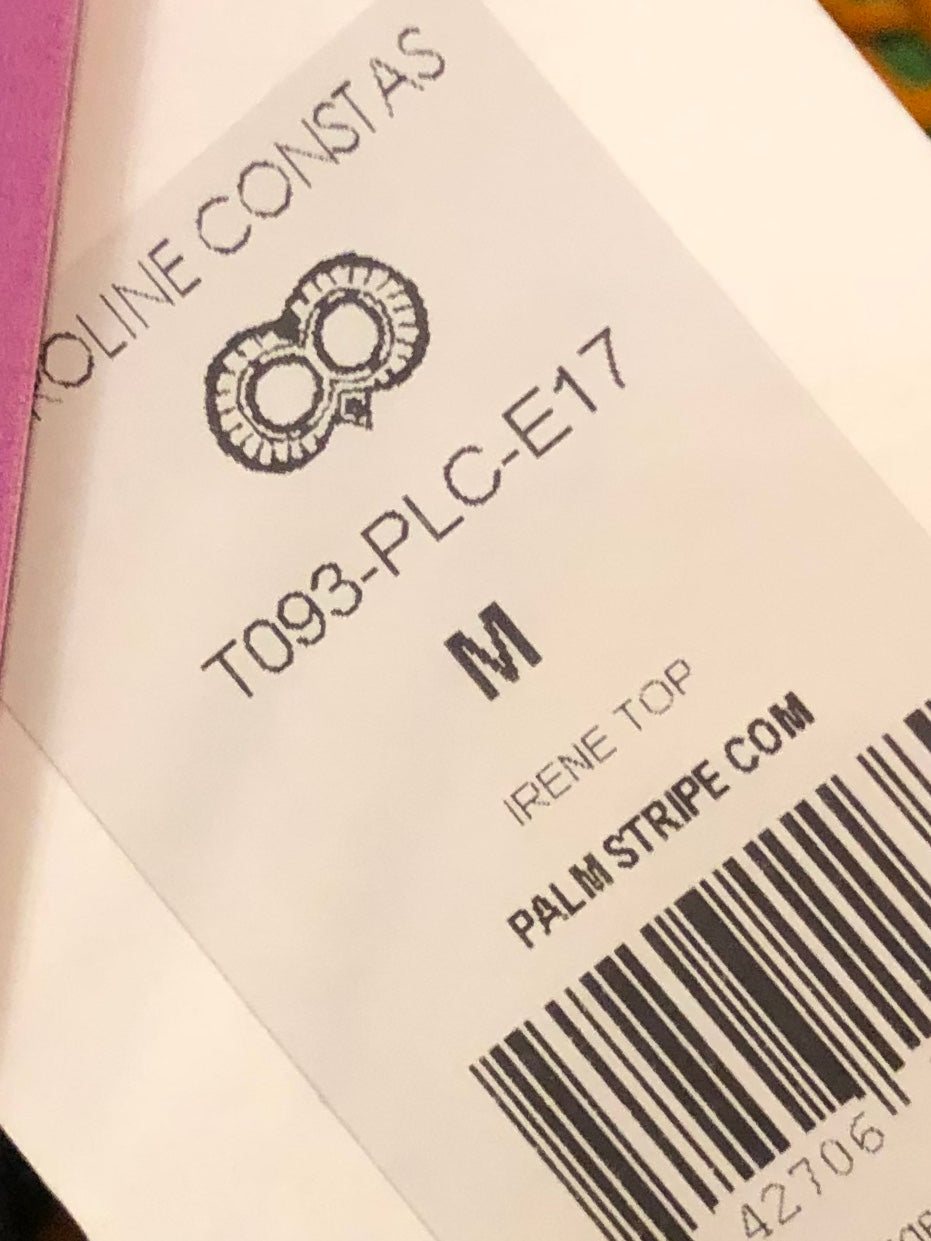 OLINE CONSTAS
T093-PLC-E17
M
IRENE TOP
PALM STRIPE COM
42706